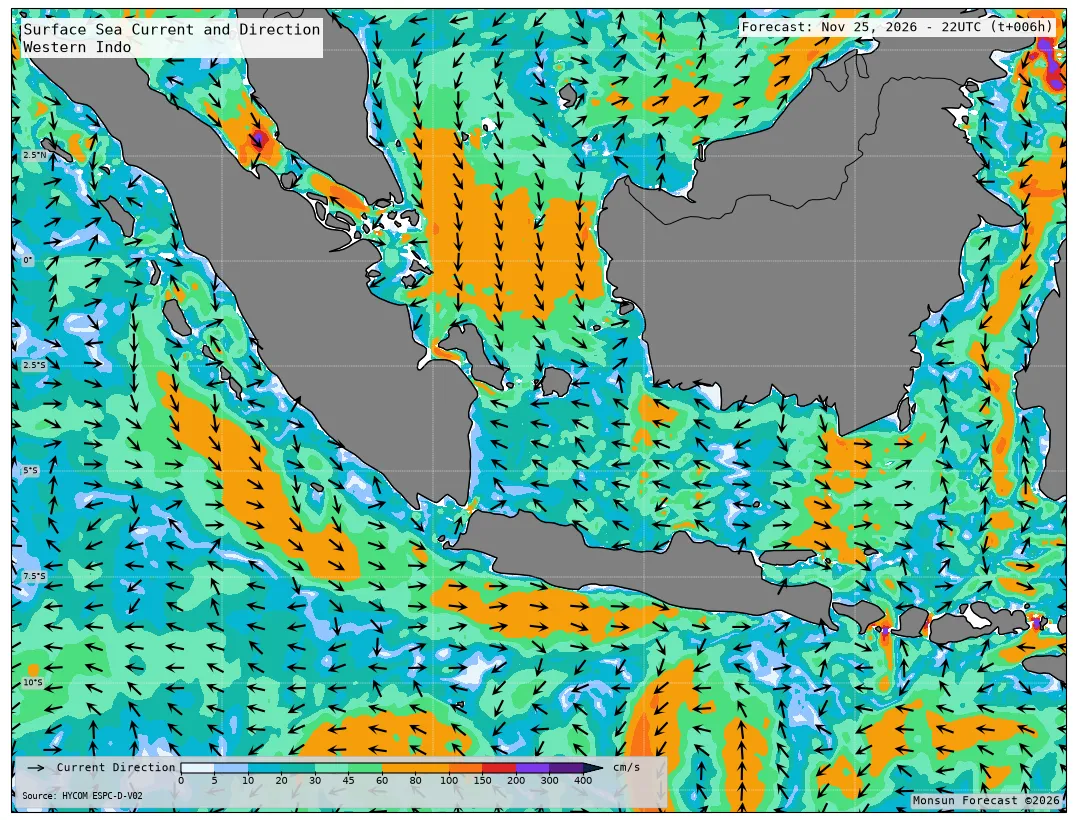 Surface Sea Current and Direction
Western Indo
Forecast: Nov 25, 2026 - 22UTC (t+006h)
2.5°N
0°
2.5°S
5°S
7.5°S
10°S
Current Direction
0 5 10 20 30 45 60 80 100 150 200 300 400
cm/s
Source: HYCOM ESPC-D-V02
Monsun Forecast ©2026